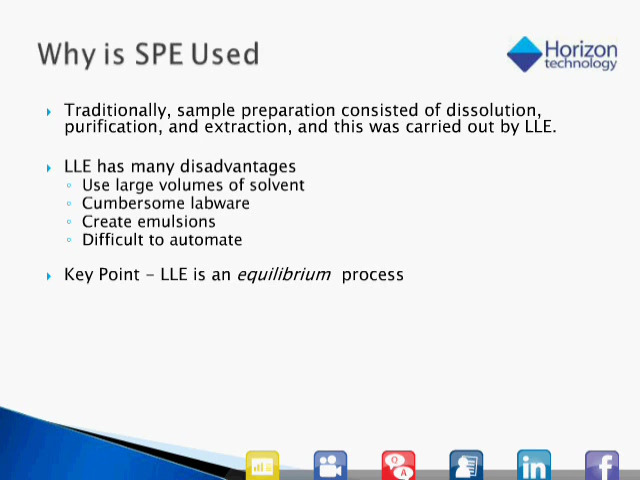 Why is SPE Used
Horizon
technology
Traditionally, sample preparation consisted of dissolution,
purification, and extraction, and this was carried out by LLE.
LLE has many disadvantages
Use large volumes of solvent
Cumbersome labware
Create emulsions
Difficult to automate
Key Point – LLE is an equilibrium process
Q
A
in
f